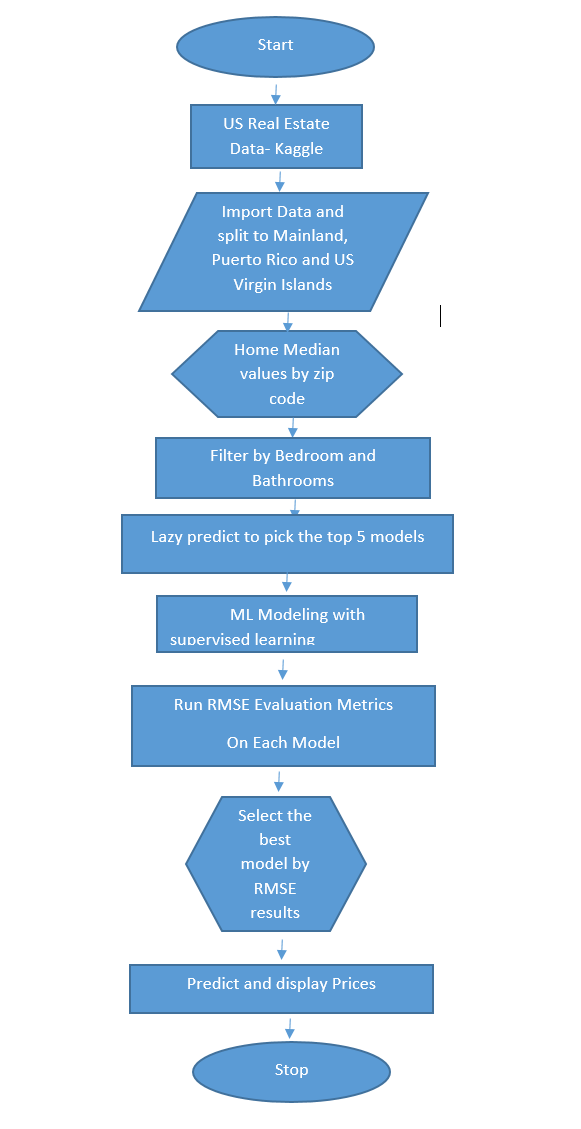 Start
US Real Estate
Data- Kaggle
Import Data and
split to Mainland,
Puerto Rico and US
Virgin Islands
Home Median
values by zip
code
Filter by Bedroom and
Bathrooms
Lazy predict to pick the top 5 models
ML Modeling with
supervised learning
Run RMSE Evaluation Metrics
On Each Model
Select the
best
model by
RMSE
results
Predict and display Prices
Stop